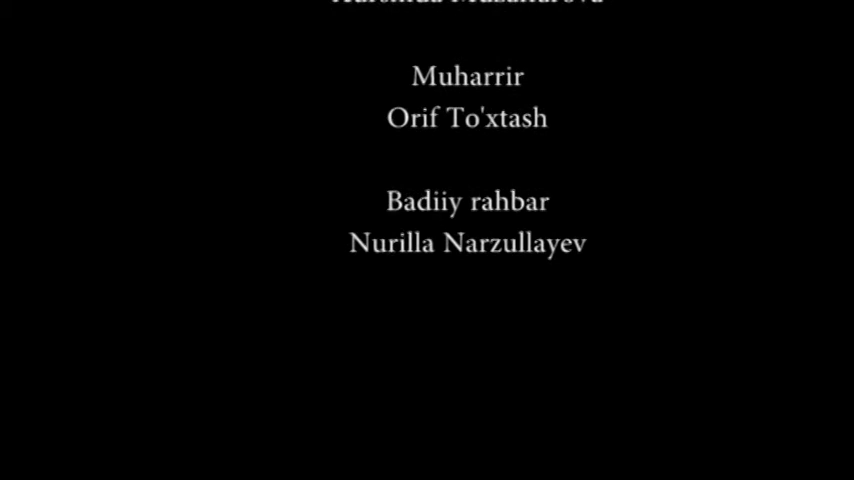 Muharrir
Orif To'xtash
Badiiy rahbar
Nurilla Narzullayev